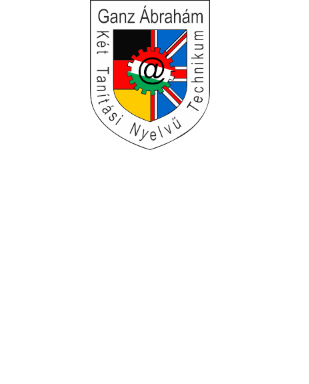 Ganz Ábrahám
Két Tanítási Nyelvű Technikum
@